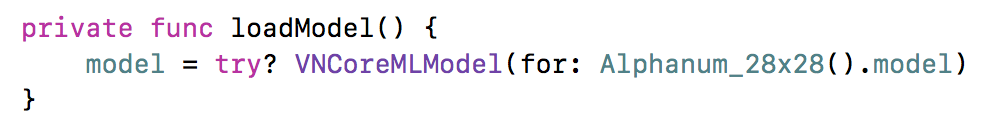 private func loadModel() {
    model = try? VNCoreMLModel(for: Alphanum_28x28().model)
}